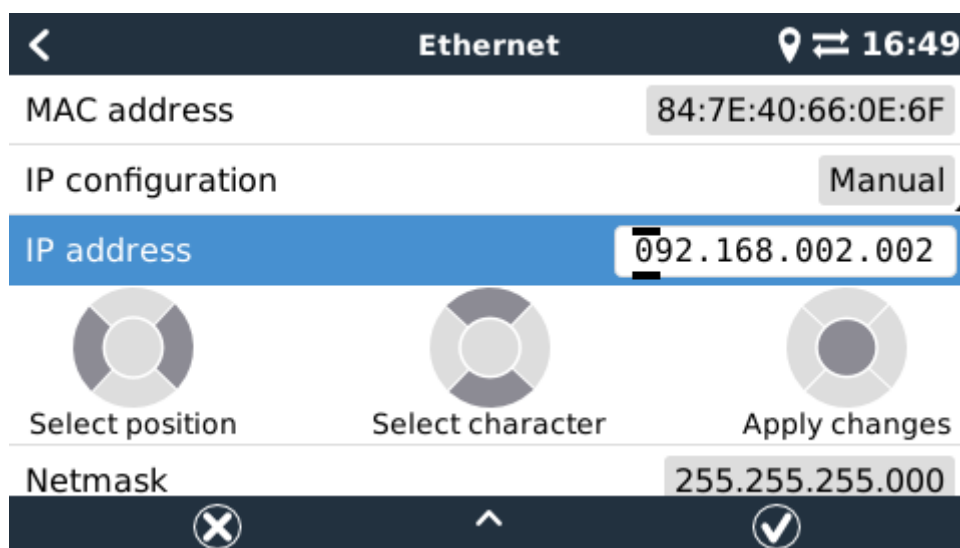 Ethernet 16:49
MAC address 84:7E:40:66:0E:6F
IP configuration Manual
IP address 092.168.002.002
Select position Select character Apply changes
Netmask 255.255.255.000